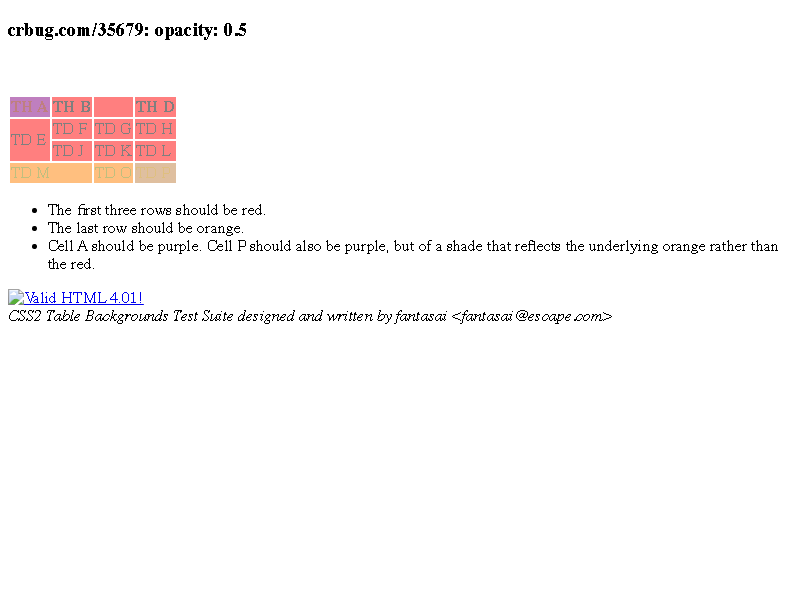 crbug.com/35679: opacity: 0.5
TH A TH B TH D
TD E TD F TD G TD H
TD J TD K TD L
TD M TD O
The first three rows should be red.
The last row should be orange.
Cell A should be purple. Cell P should also be purple, but of a shade that reflects the underlying orange rather than
the red.
Valid HTML 4.01!
CSS2 Table Backgrounds Test Suite designed and written by fantasai <fantasai@escape.com>